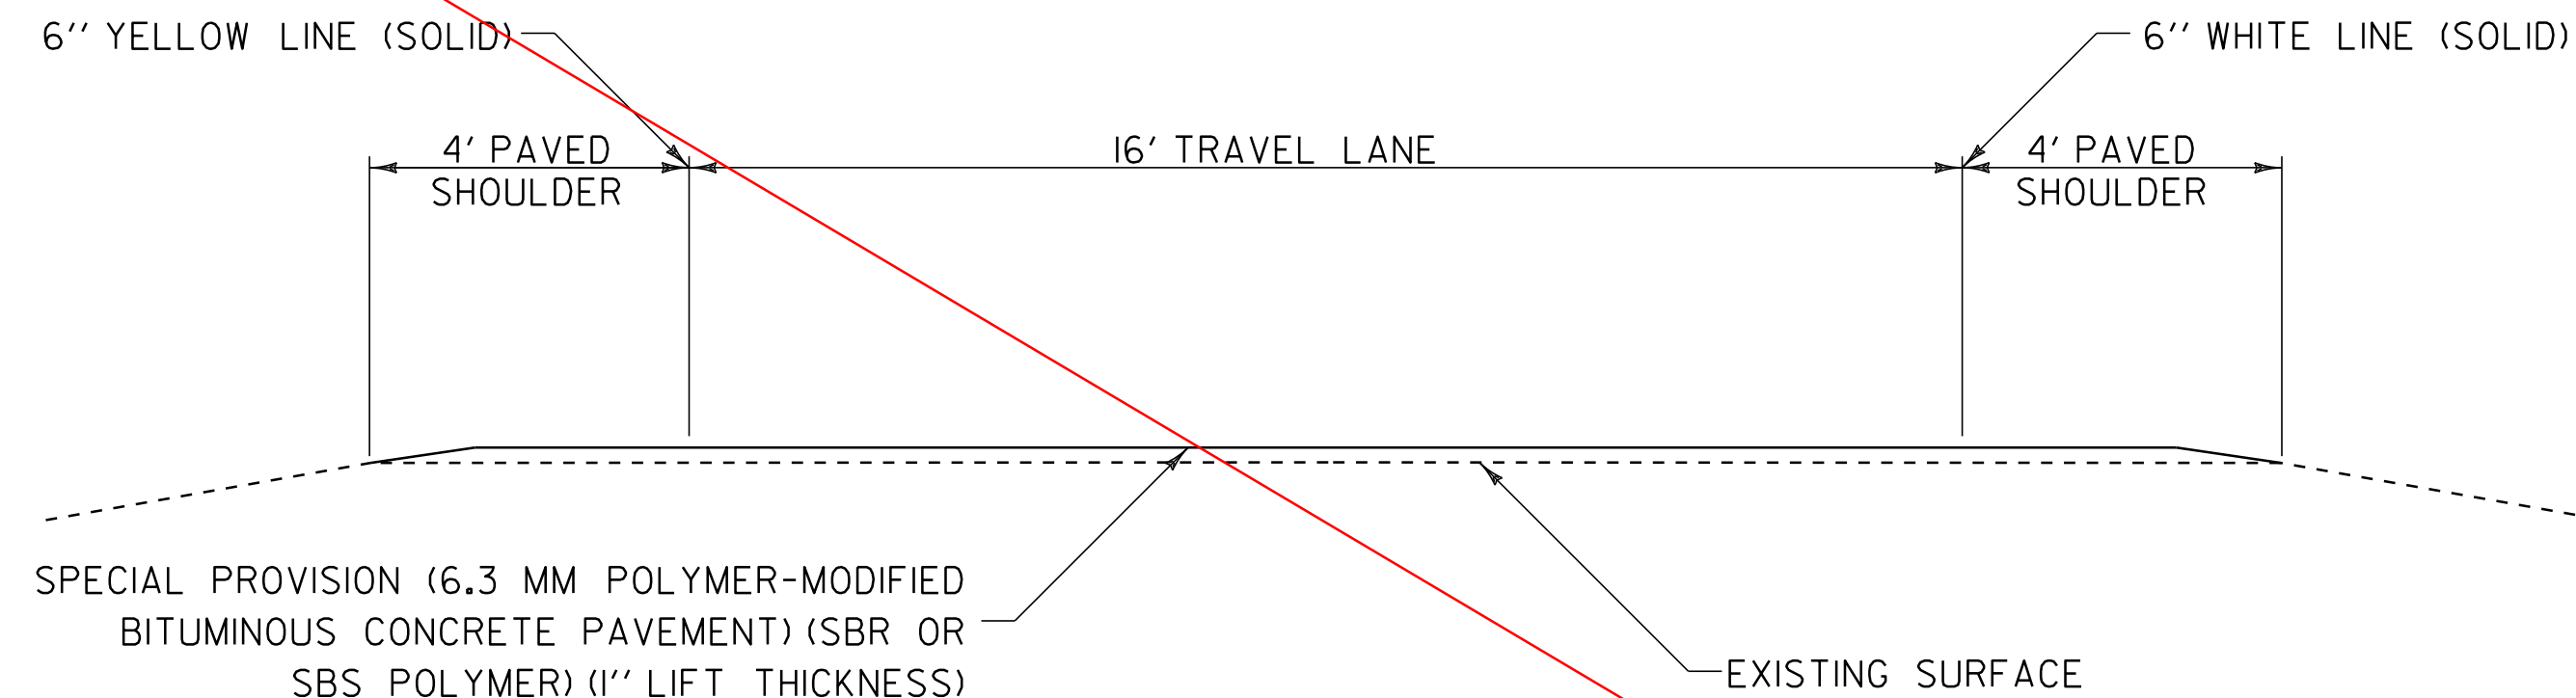 6" YELLOW LINE (SOLID)
6" WHITE LINE (SOLID)
4' PAVED
SHOULDER
16' TRAVEL LANE
4' PAVED
SHOULDER
SPECIAL PROVISION (6.3 MM POLYMER-MODIFIED
BITUMINOUS CONCRETE PAVEMENT)(SBR OR
SBS POLYMER)(1" LIFT THICKNESS)
EXISTING SURFACE